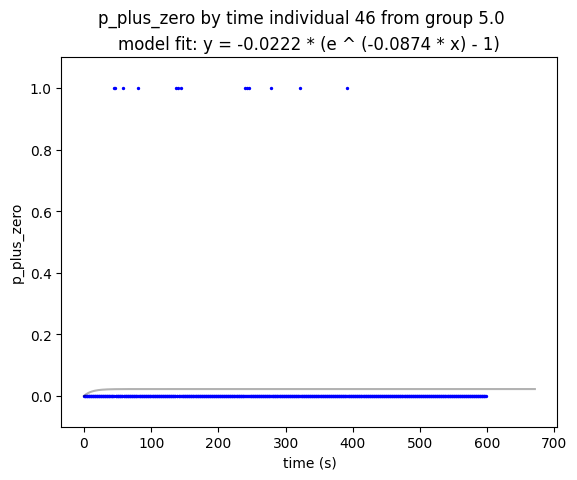 p_plus_zero by time individual 46 from group 5.0
model fit: y = -0.0222 * (e ^ (-0.0874 * x) - 1)
1.0
0.8
0.6
0.4
0.2
0.0
p_plus_zero
0 100 200 300 400 500 600 700
time (s)